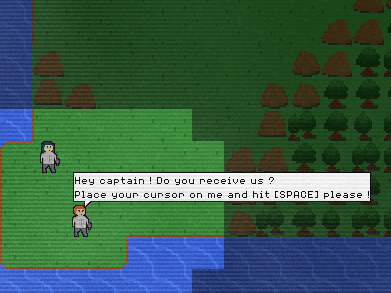 Hey captain ! Do you receive us ?
Place your cursor on me and hit [SPACE] please !